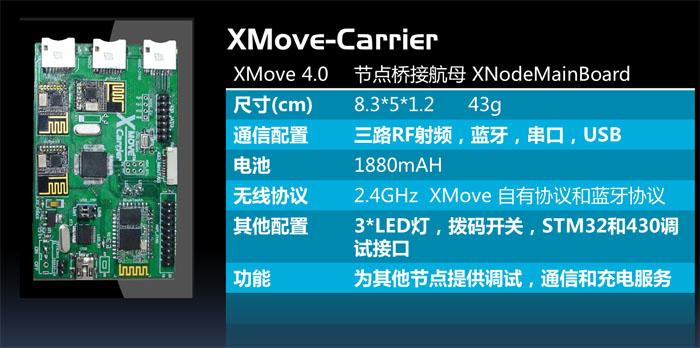 XMove-Carrier
XMove 4.0 节点桥接航母 XNodeMainBoard
尺寸(cm) 8.3*5*1.2 43g
通信配置 三路RF射频，蓝牙，串口，USB
电池 1880mAH
无线协议 2.4GHz XMove 自有协议和蓝牙协议
其他配置 3*LED灯，拨码开关，STM32和430调
试接口
功能 为其他节点提供调试，通信和充电服务
XMove
Carrier